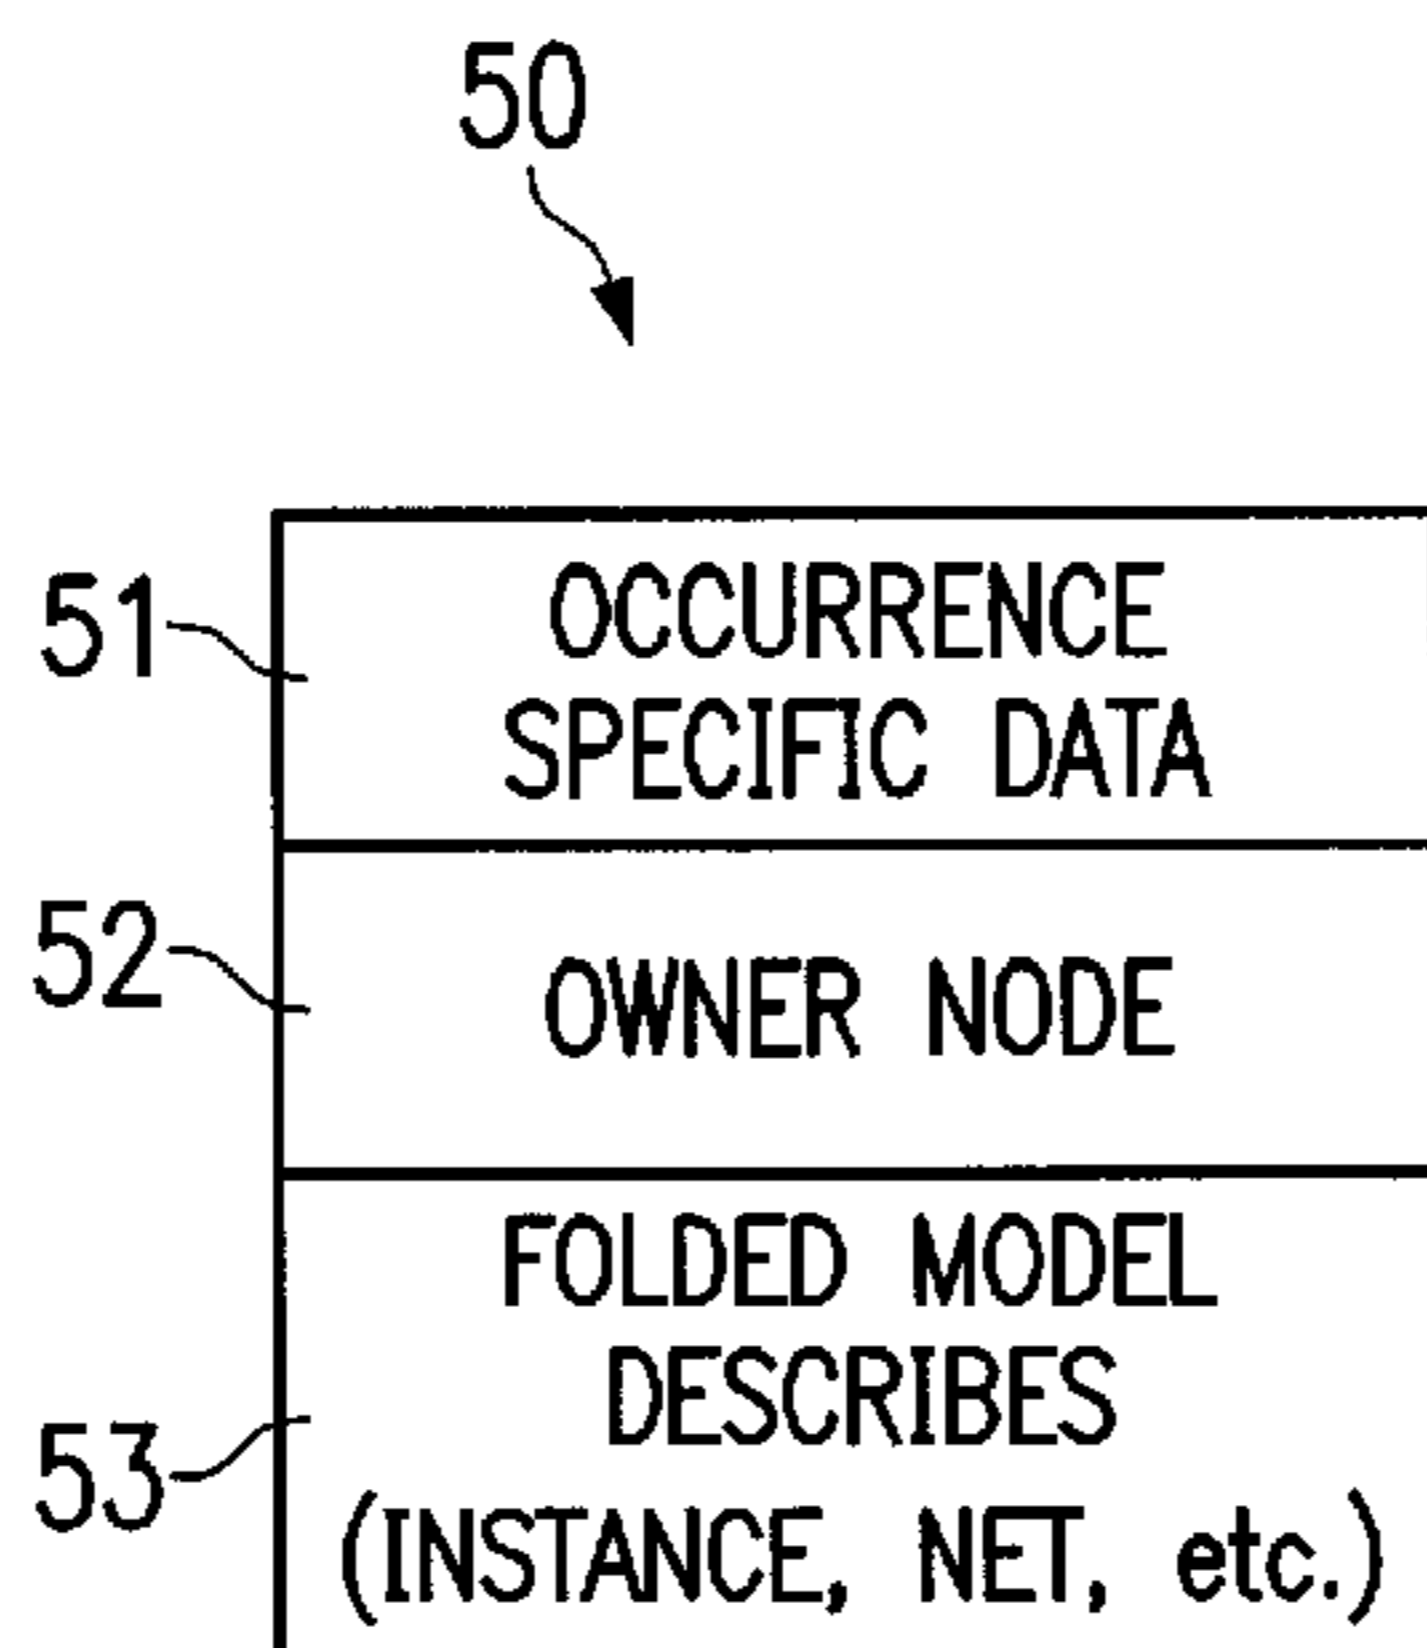 50
51
OCCURRENCE
SPECIFIC DATA
52
OWNER NODE
53
FOLDED MODEL
DESCRIBES
(INSTANCE, NET, etc.)